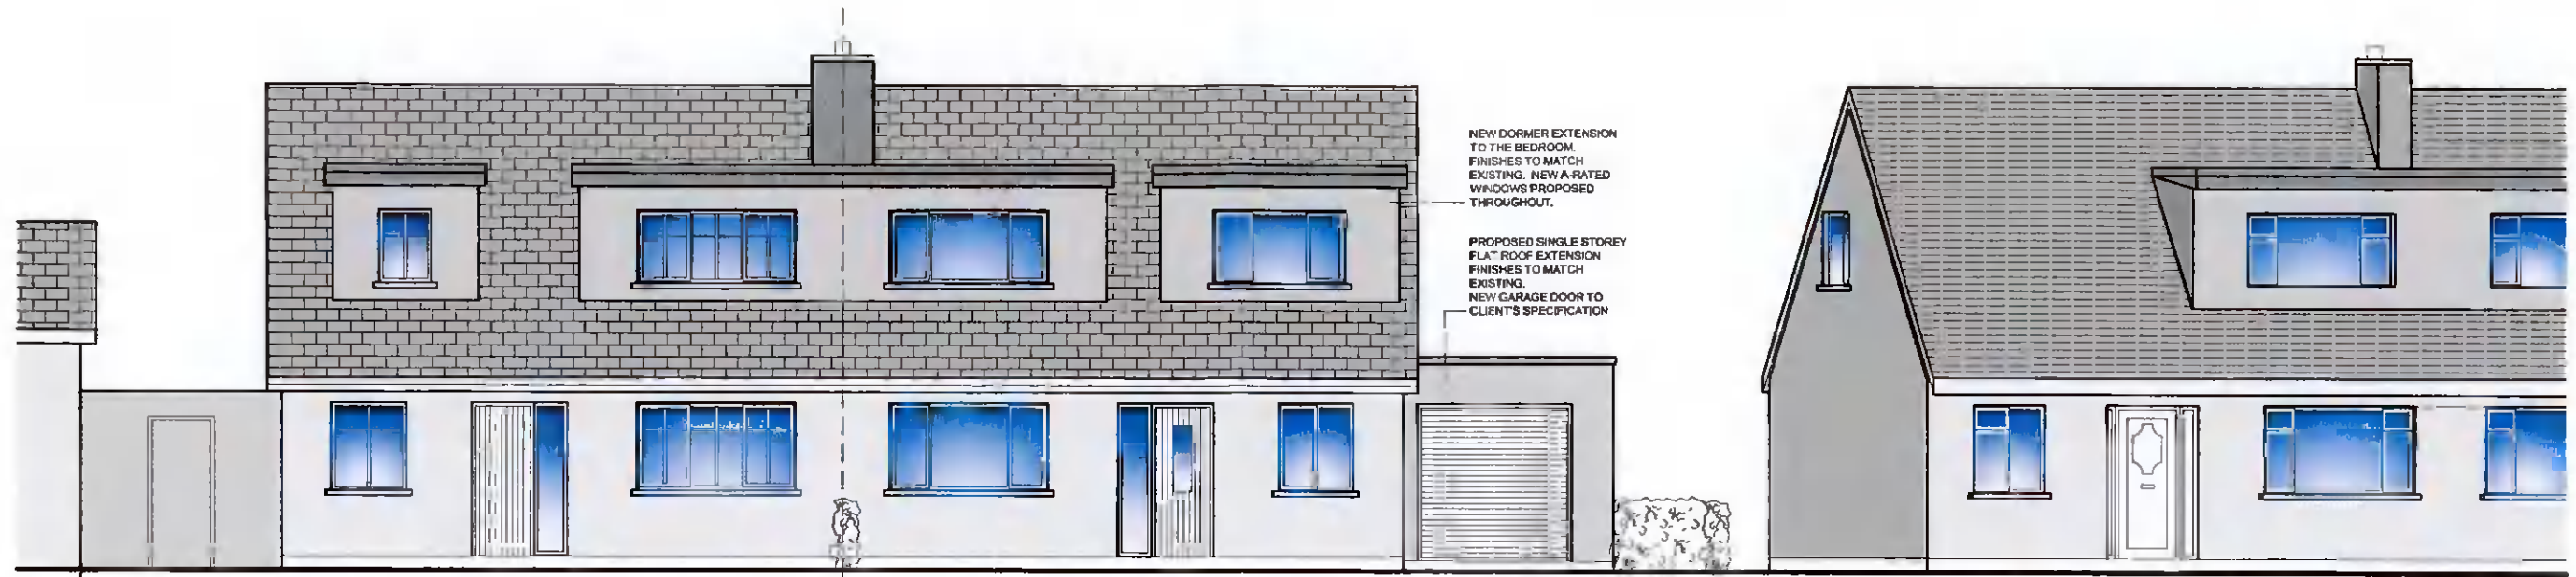 NEW DORMER EXTENSION
TO THE BEDROOM.
FINISHES TO MATCH
EXISTING. NEW A-RATED
WINDOWS PROPOSED
THROUGHOUT.
PROPOSED SINGLE STOREY
FLAT ROOF EXTENSION
FINISHES TO MATCH
EXISTING.
NEW GARAGE DOOR TO
CLIENT'S SPECIFICATION